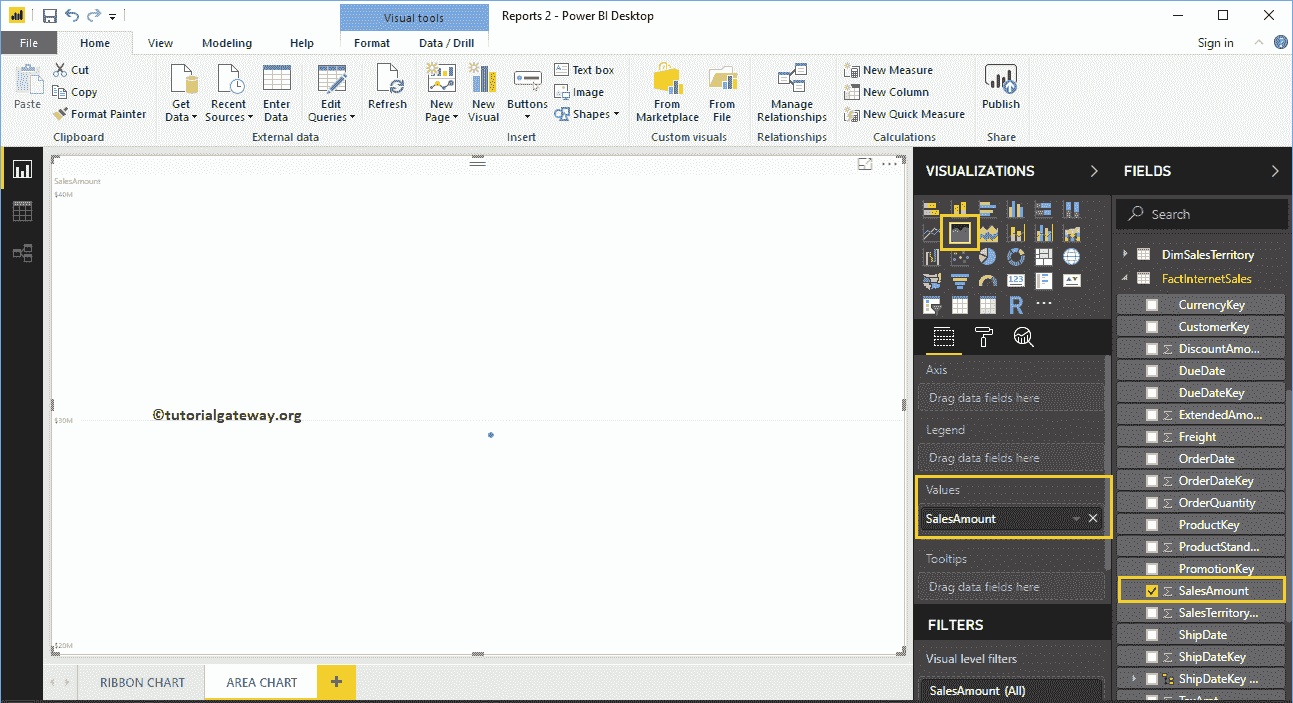 Visual tools
Reports 2 - Power BI Desktop
File
Home
View
Modeling
Help
Format
Data / Drill
Sign in
Paste
Cut
Copy
Format Painter
Clipboard
Get
Data
Recent
Sources
Enter
Data
Edit
Queries
External data
Refresh
New
Page
New
Visual
Buttons
Text box
Image
Shapes
Insert
From
Marketplace
From
File
Custom visuals
Manage
Relationships
Relationships
New Measure
New Column
New Quick Measure
Calculations
Publish
Share
SalesAmount
$40M
$30M
$20M
©tutorialgateway.org
VISUALIZATIONS
123
R
Axis
Drag data fields here
Legend
Drag data fields here
Values
SalesAmount
Tooltips
Drag data fields here
FILTERS
Visual level filters
SalesAmount (All)
FIELDS
Search
DimSalesTerritory
FactInternetSales
CurrencyKey
CustomerKey
Σ DiscountAmo...
DueDate
DueDateKey
Σ ExtendedAmo...
Σ Freight
OrderDate
Σ OrderDateKey
Σ OrderQuantity
ProductKey
Σ ProductStand...
PromotionKey
Σ SalesAmount
Σ SalesTerritory...
ShipDate
Σ ShipDateKey
ShipDateKey ...
Σ TaxAmt
RIBBON CHART
AREA CHART
+